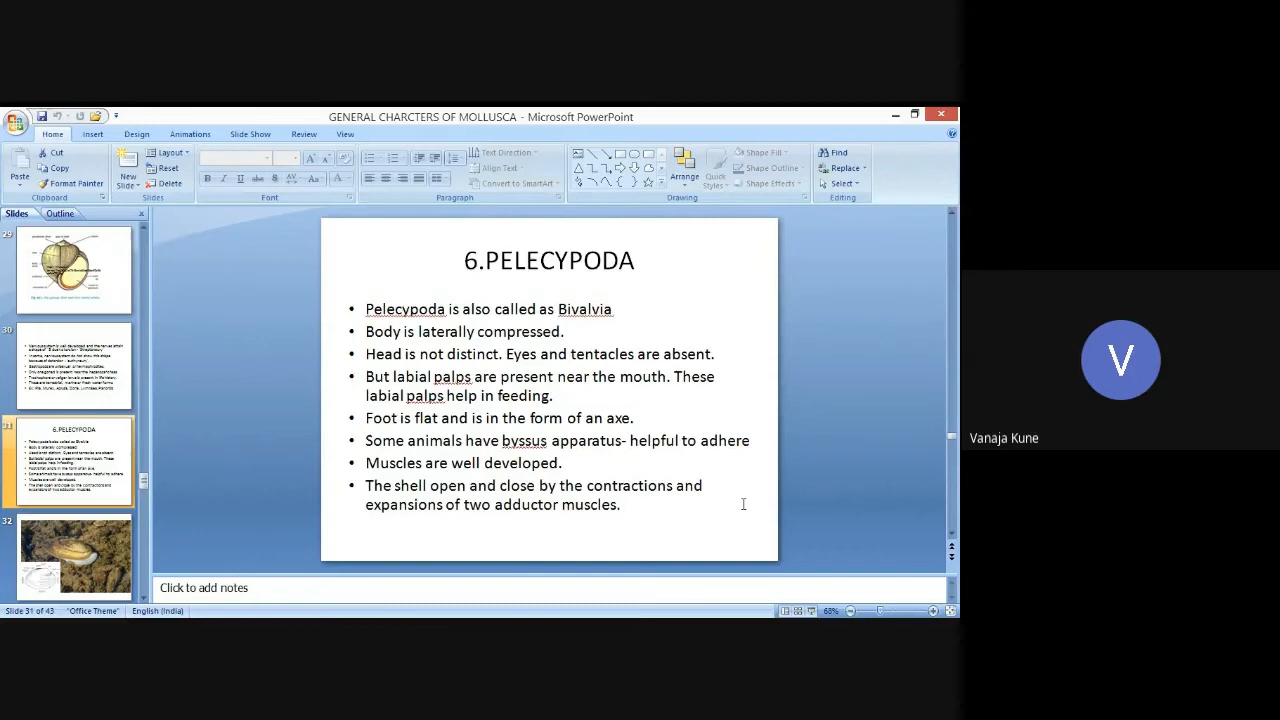 GENERAL CHARCTERS OF MOLLUSCA - Microsoft PowerPoint
Home Insert Design Animations Slide Show Review View
Cut
Copy
Format Painter
Paste
Clipboard
New
Slide
Layout
Reset
Delete
Slides
Font
Text Direction
Align Text
Convert to SmartArt
Paragraph
Arrange
Quick
Styles
Shape Fill
Shape Outline
Shape Effects
Drawing
Find
Replace
Select
Editing
Slides Outline
29
30
31
6.PELECYPODA
32
6.PELECYPODA
• Pelecypoda is also called as Bivalvia
• Body is laterally compressed.
• Head is not distinct. Eyes and tentacles are absent.
• But labial palps are present near the mouth. These
labial palps help in feeding.
• Foot is flat and is in the form of an axe.
• Some animals have byssus apparatus- helpful to adhere
• Muscles are well developed.
• The shell open and close by the contractions and
expansions of two adductor muscles.
Click to add notes
Slide 31 of 43 "Office Theme" English (India) 68%
V
Vanaja Kune